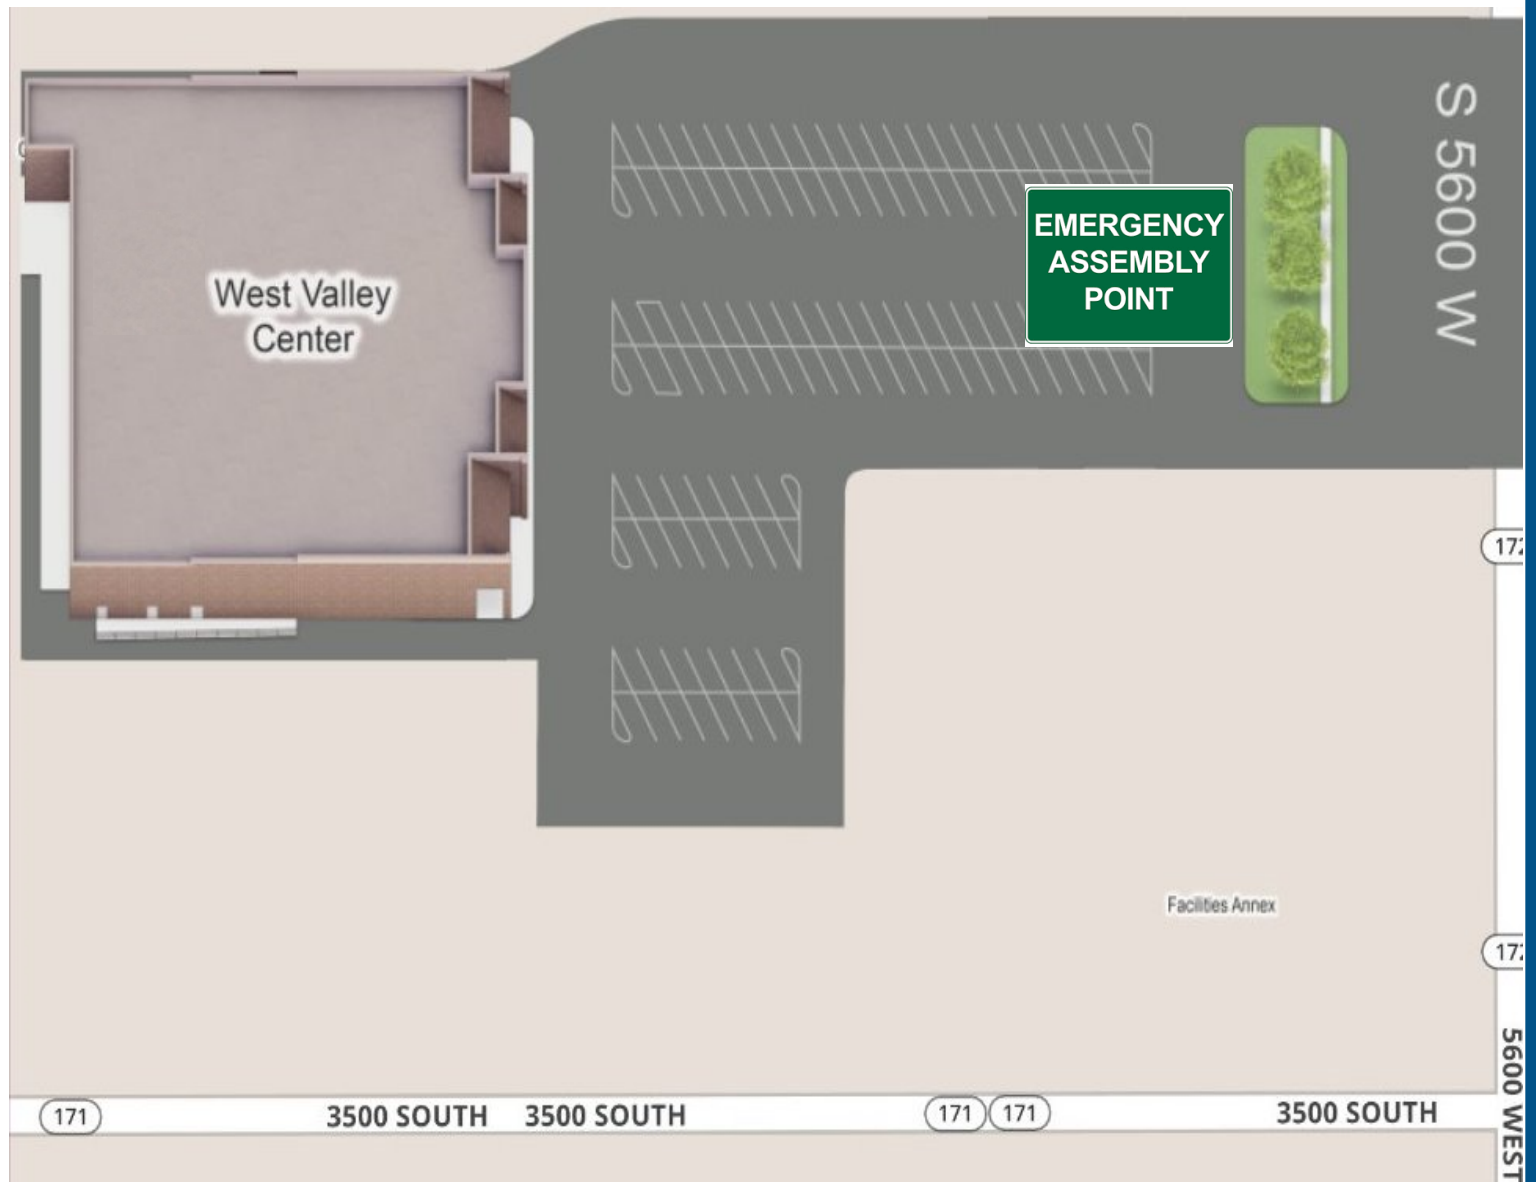 S 5600 W
EMERGENCY
ASSEMBLY
POINT
West Valley
Center
Facilities Annex
171
3500 SOUTH
3500 SOUTH
171
171
3500 SOUTH
5600 WEST